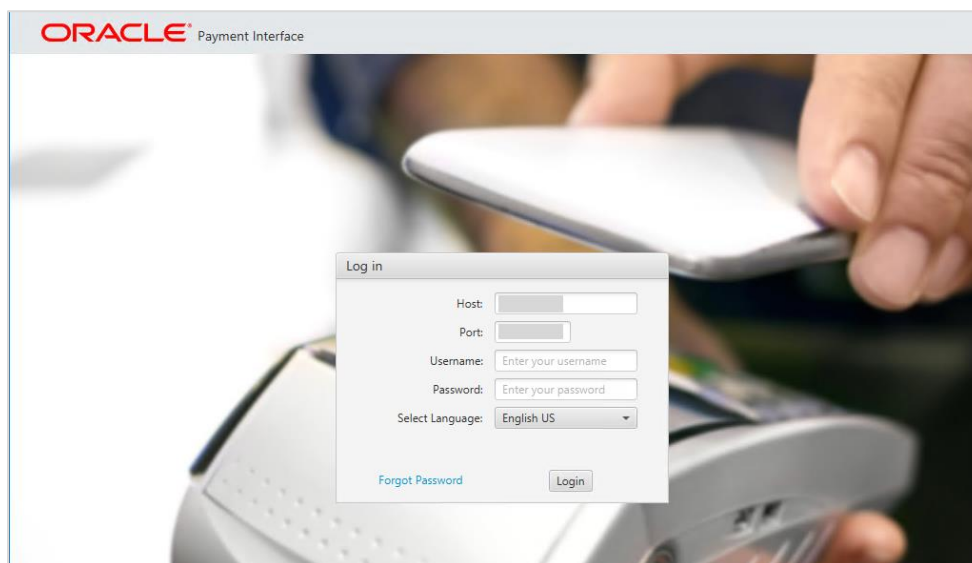 ORACLE® Payment Interface
Log in
Host:
Port:
Username: Enter your username
Password: Enter your password
Select Language: English US
Forgot Password Login